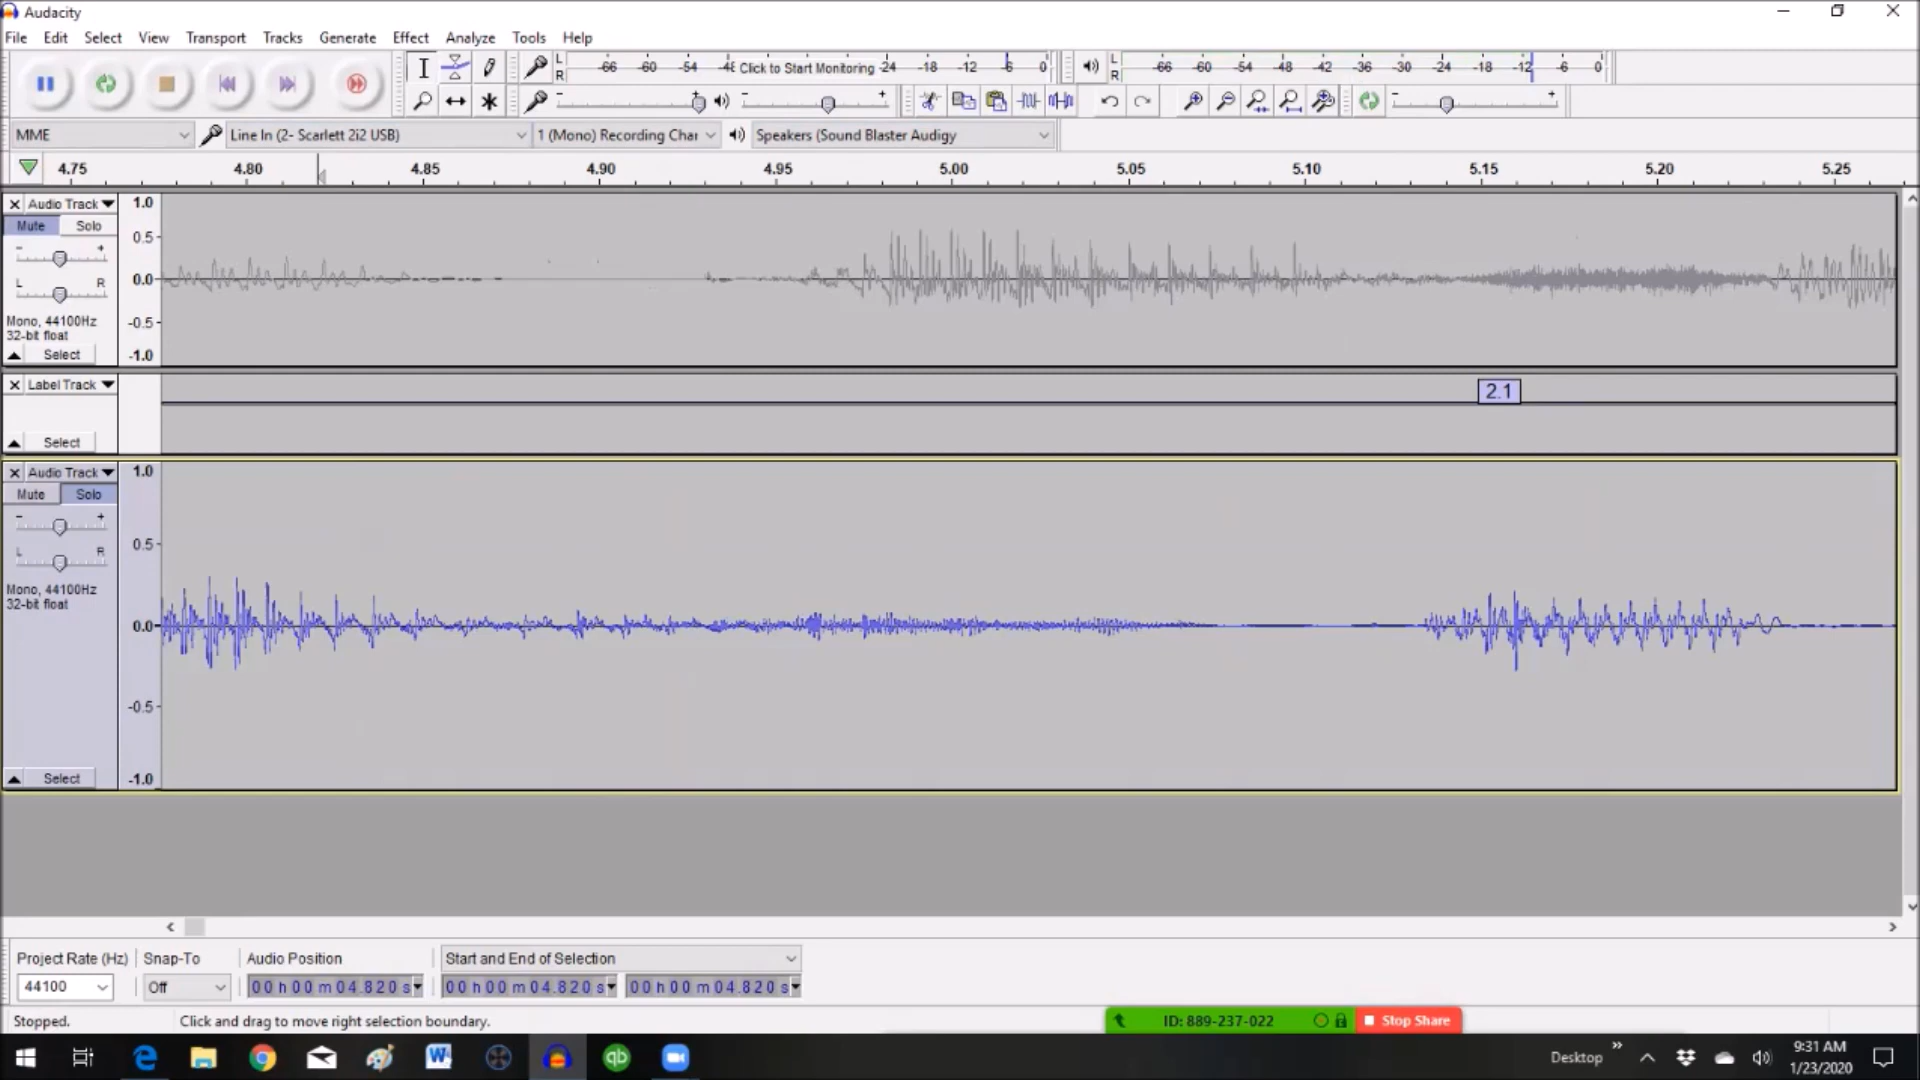 Audacity
File Edit Select View Transport Tracks Generate Effect Analyze Tools Help
L R -66 -60 -54 Click to Start Monitoring -24 -18 -12 -6 0 L R -66 -60 -54 -48 -42 -36 -30 -24 -18 -12 -6 0
MME Line In (2- Scarlett 2i2 USB) 1 (Mono) Recording Char Speakers (Sound Blaster Audigy
4.75 4.80 4.85 4.90 4.95 5.00 5.05 5.10 5.15 5.20 5.25
Audio Track 1.0
Mute Solo 0.5
- +
L R 0.0
Mono, 44100Hz -0.5
32-bit float
Select -1.0
Label Track 2.1
Select
Audio Track 1.0
Mute Solo
- + 0.5
L R
Mono, 44100Hz
32-bit float 0.0
-0.5
Select -1.0
Project Rate (Hz) Snap-To Audio Position Start and End of Selection
44100 Off 00 h 00 m 04.820 s 00 h 00 m 04.820 s 00 h 00 m 04.820 s
Stopped. Click and drag to move right selection boundary. ID: 889-237-022 Stop Share
W qb Desktop 9:31 AM
1/23/2020